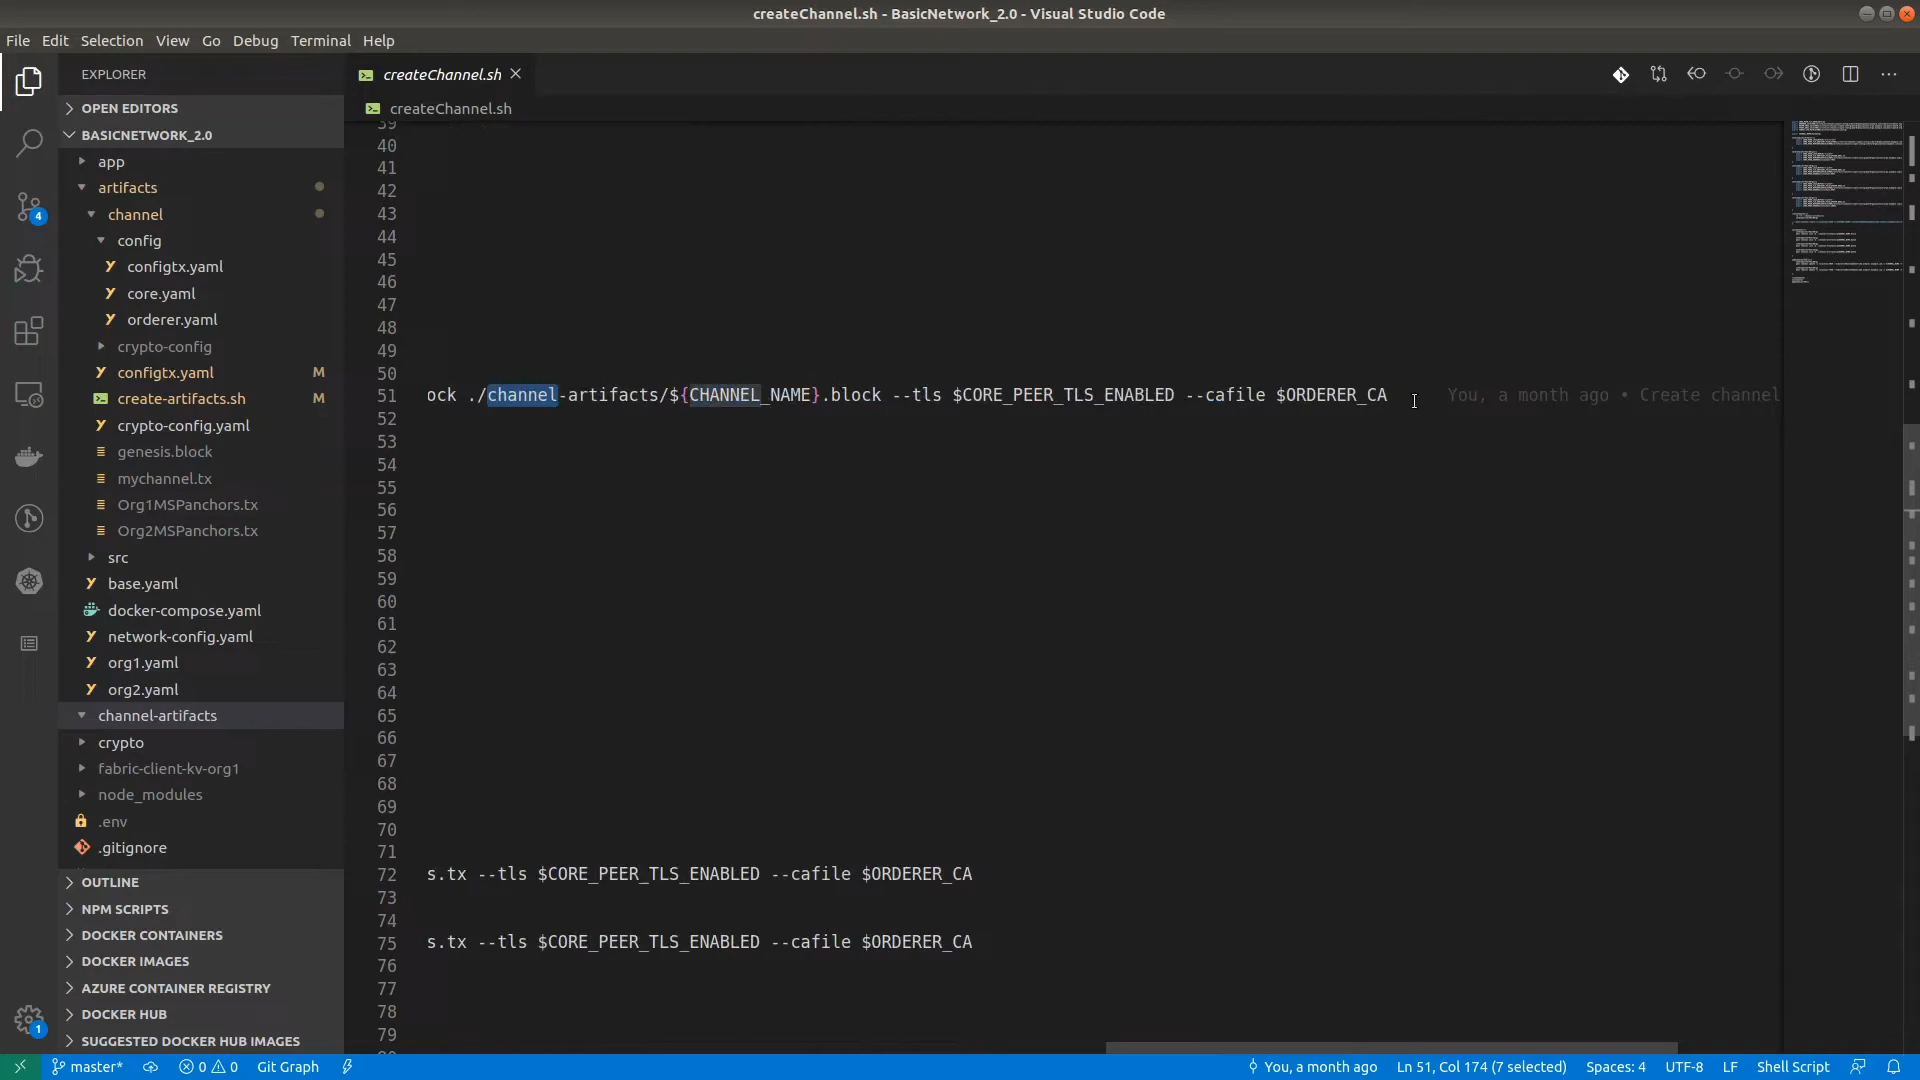 createChannel.sh - BasicNetwork_2.0 - Visual Studio Code
File Edit Selection View Go Debug Terminal Help
EXPLORER
createChannel.sh
OPEN EDITORS
createChannel.sh
BASICNETWORK_2.0
app
artifacts
channel
config
configtx.yaml
core.yaml
orderer.yaml
crypto-config
configtx.yaml M
create-artifacts.sh M
crypto-config.yaml
genesis.block
mychannel.tx
Org1MSPanchors.tx
Org2MSPanchors.tx
src
base.yaml
docker-compose.yaml
network-config.yaml
org1.yaml
org2.yaml
channel-artifacts
crypto
fabric-client-kv-org1
node_modules
.env
.gitignore
OUTLINE
NPM SCRIPTS
DOCKER CONTAINERS
DOCKER IMAGES
AZURE CONTAINER REGISTRY
DOCKER HUB
SUGGESTED DOCKER HUB IMAGES
4
1
39
40
41
42
43
44
45
46
47
48
49
50
51 ock ./channel-artifacts/${CHANNEL_NAME}.block --tls $CORE_PEER_TLS_ENABLED --cafile $ORDERER_CA You, a month ago • Create channel
52
53
54
55
56
57
58
59
60
61
62
63
64
65
66
67
68
69
70
71
72 s.tx --tls $CORE_PEER_TLS_ENABLED --cafile $ORDERER_CA
73
74
75 s.tx --tls $CORE_PEER_TLS_ENABLED --cafile $ORDERER_CA
76
77
78
79
master* 0 0 Git Graph You, a month ago Ln 51, Col 174 (7 selected) Spaces: 4 UTF-8 LF Shell Script